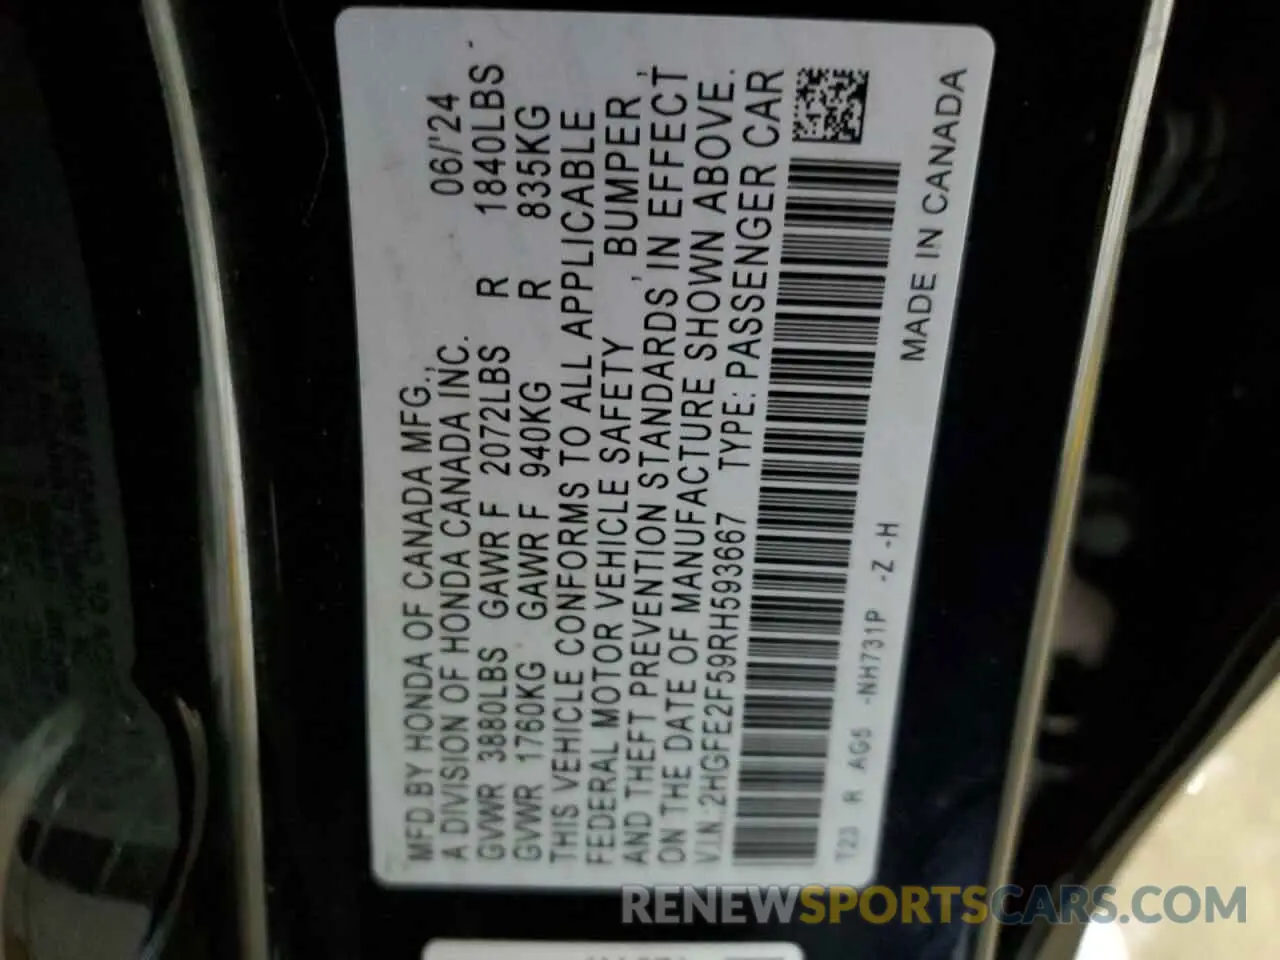 MFD BY HONDA OF CANADA MFG., 06/'24
A DIVISION OF HONDA CANADA INC.
GVWR 3880LBS GAWR F 2072LBS R 1840LBS
GVWR 1760KG GAWR F 940KG R 835KG
THIS VEHICLE CONFORMS TO ALL APPLICABLE
FEDERAL MOTOR VEHICLE SAFETY, BUMPER,
AND THEFT PREVENTION STANDARDS IN EFFECT
ON THE DATE OF MANUFACTURE SHOWN ABOVE.
V.I.N.:2HGFE2F59RH593667 TYPE: PASSENGER CAR
T23 R AG5 -NH731P -Z -H
MADE IN CANADA
RENEWSPORTSCARS.COM